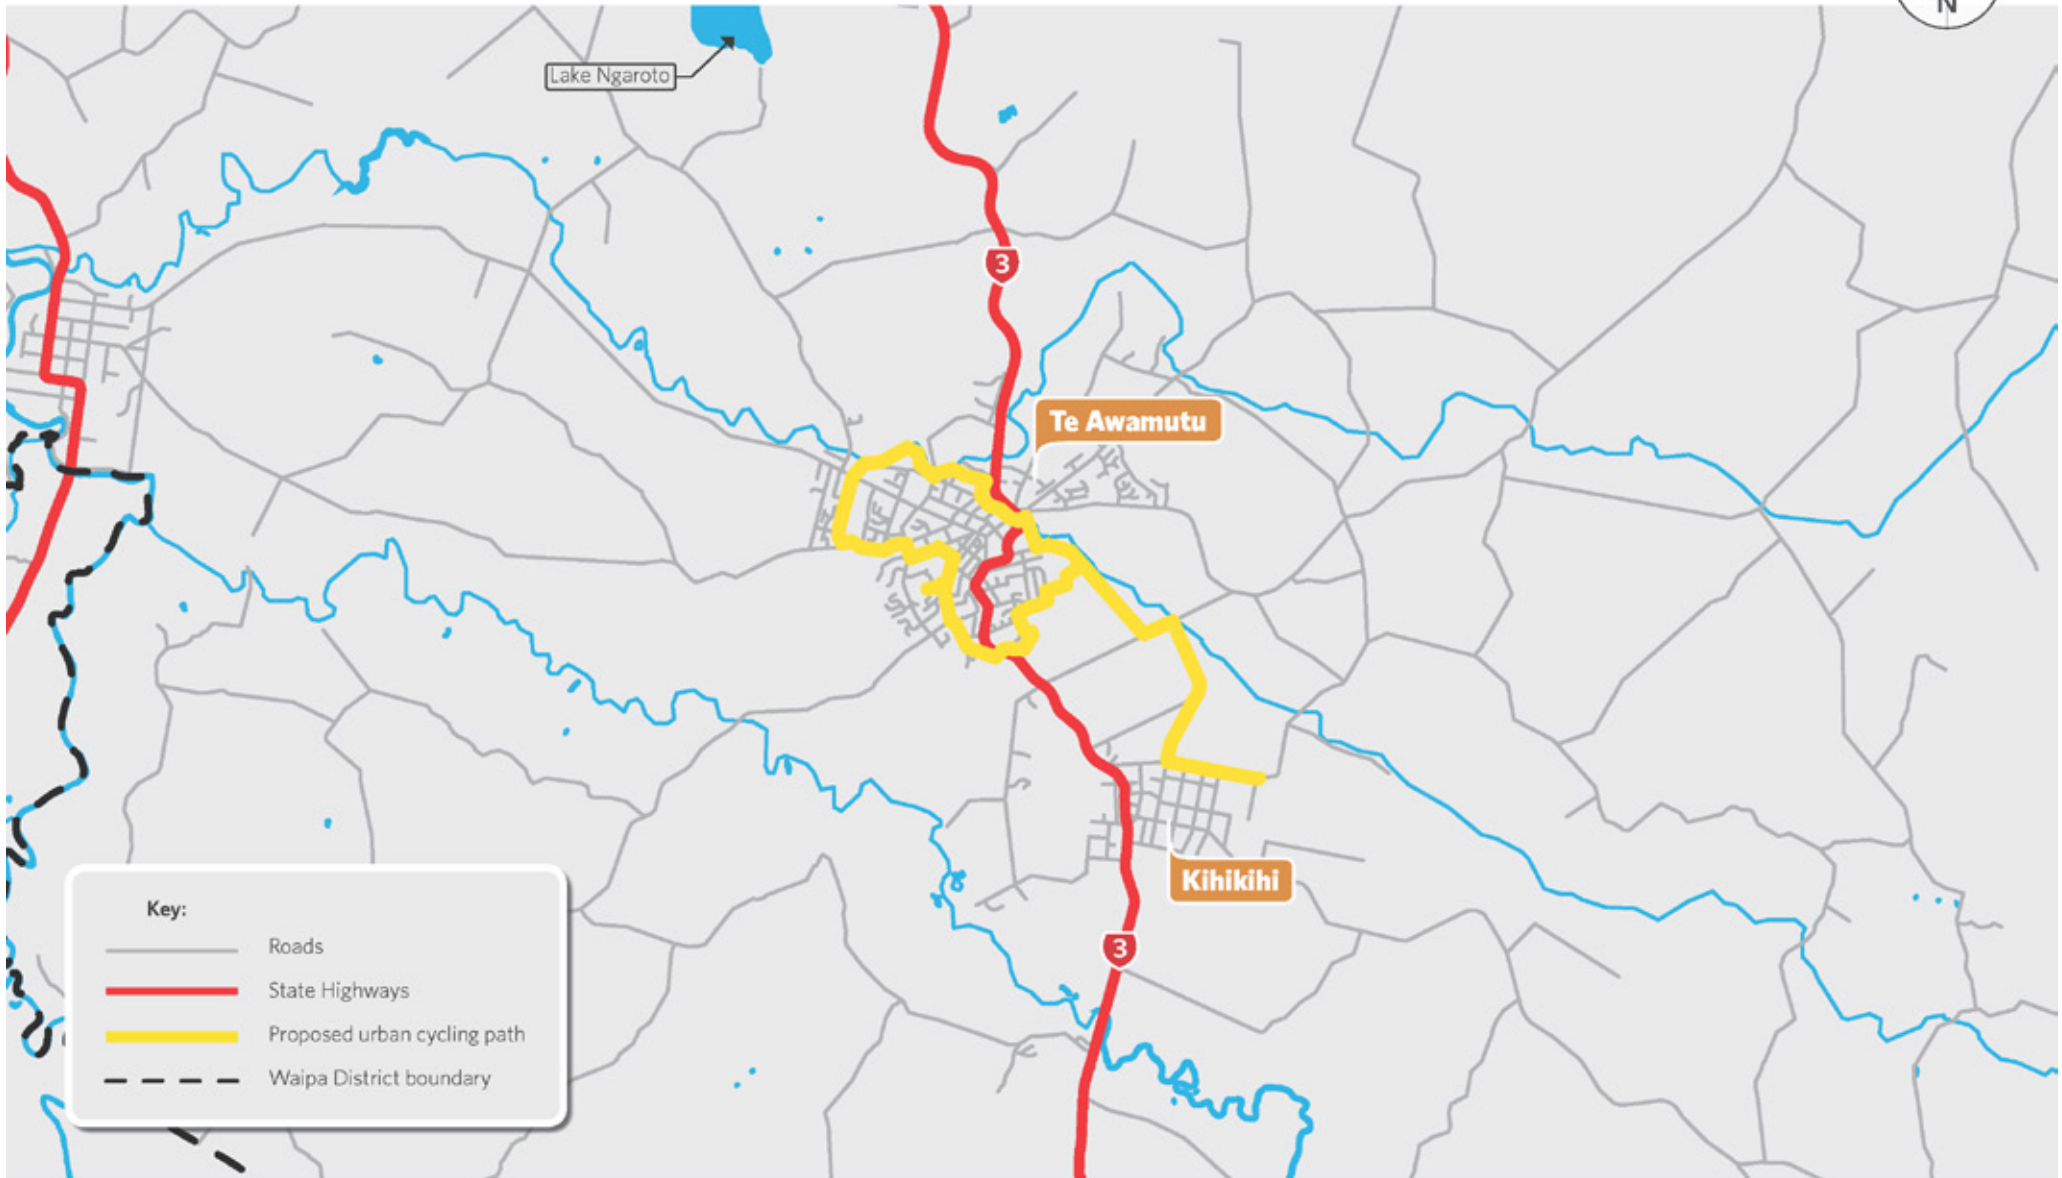 N
Lake Ngaroto
3
Te Awamutu
Kihikihi
3
Key:
Roads
State Highways
Proposed urban cycling path
Waipa District boundary